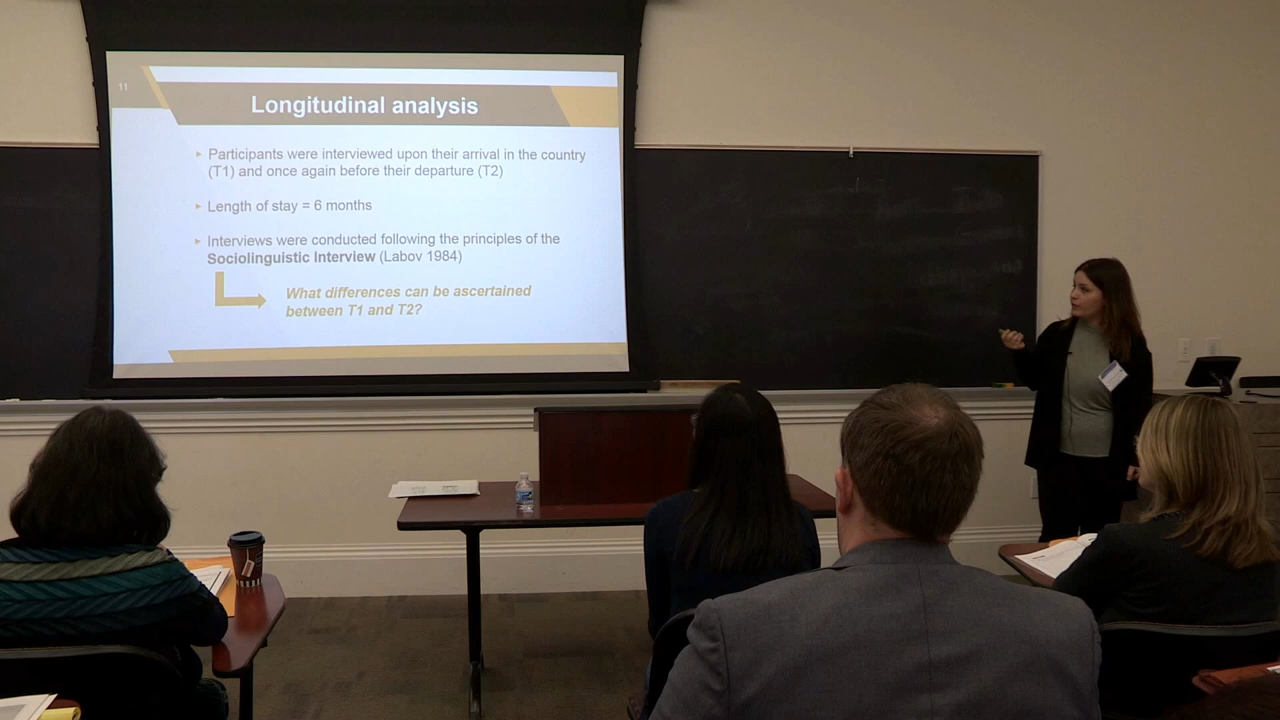 11
Longitudinal analysis
Participants were interviewed upon their arrival in the country
(T1) and once again before their departure (T2)
Length of stay = 6 months
Interviews were conducted following the principles of the
Sociolinguistic Interview (Labov 1984)
What differences can be ascertained
between T1 and T2?